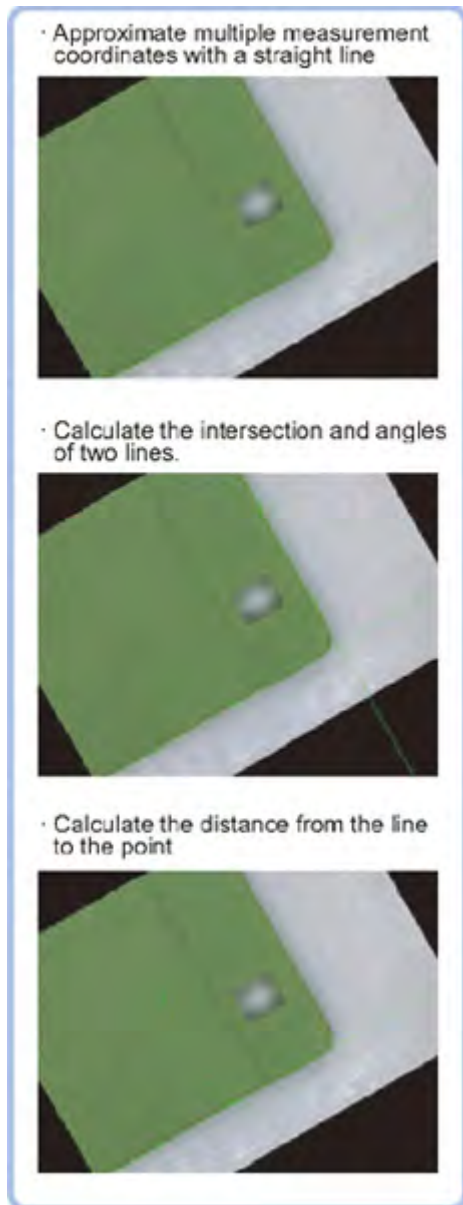 · Approximate multiple measurement
coordinates with a straight line
· Calculate the intersection and angles
of two lines.
· Calculate the distance from the line
to the point